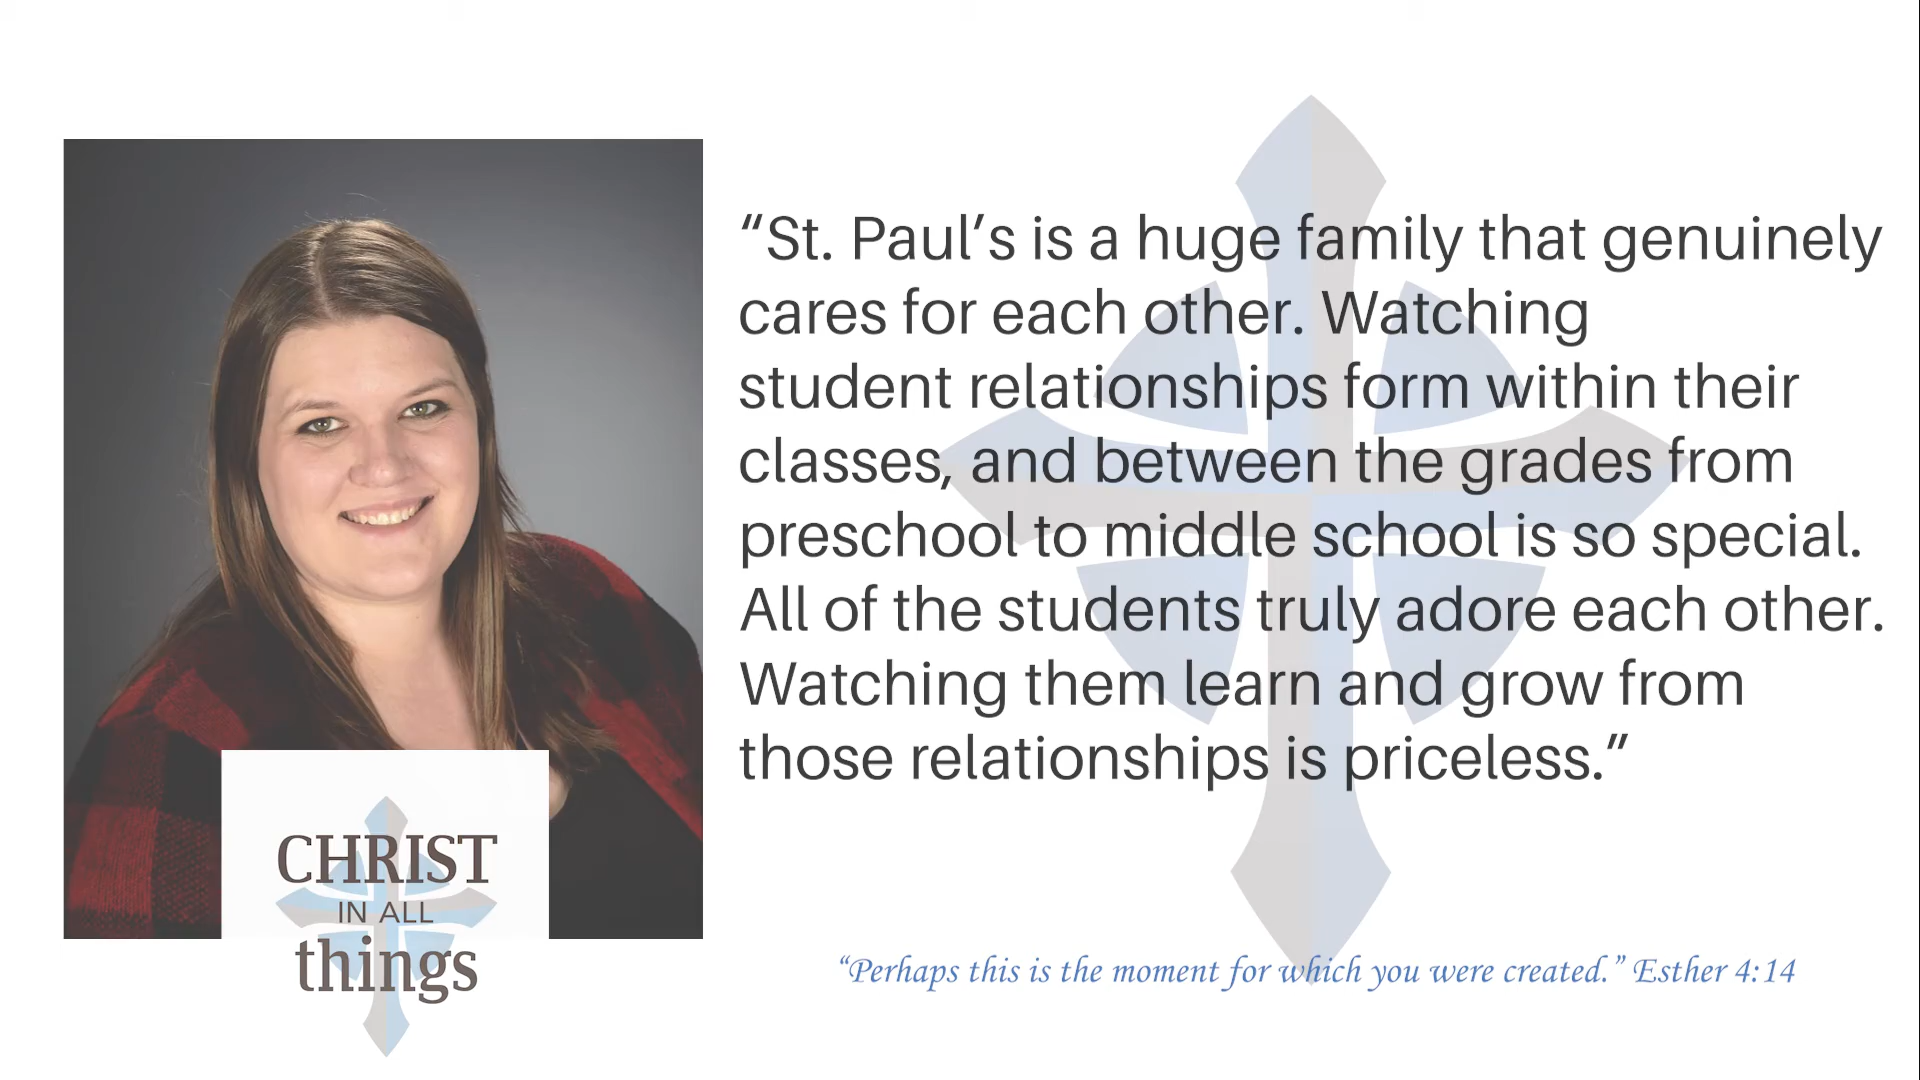 “St. Paul’s is a huge family that genuinely
cares for each other. Watching
student relationships form within their
classes, and between the grades from
preschool to middle school is so special.
All of the students truly adore each other.
Watching them learn and grow from
those relationships is priceless.”
CHRIST
IN ALL
things
“Perhaps this is the moment for which you were created.” Esther 4:14